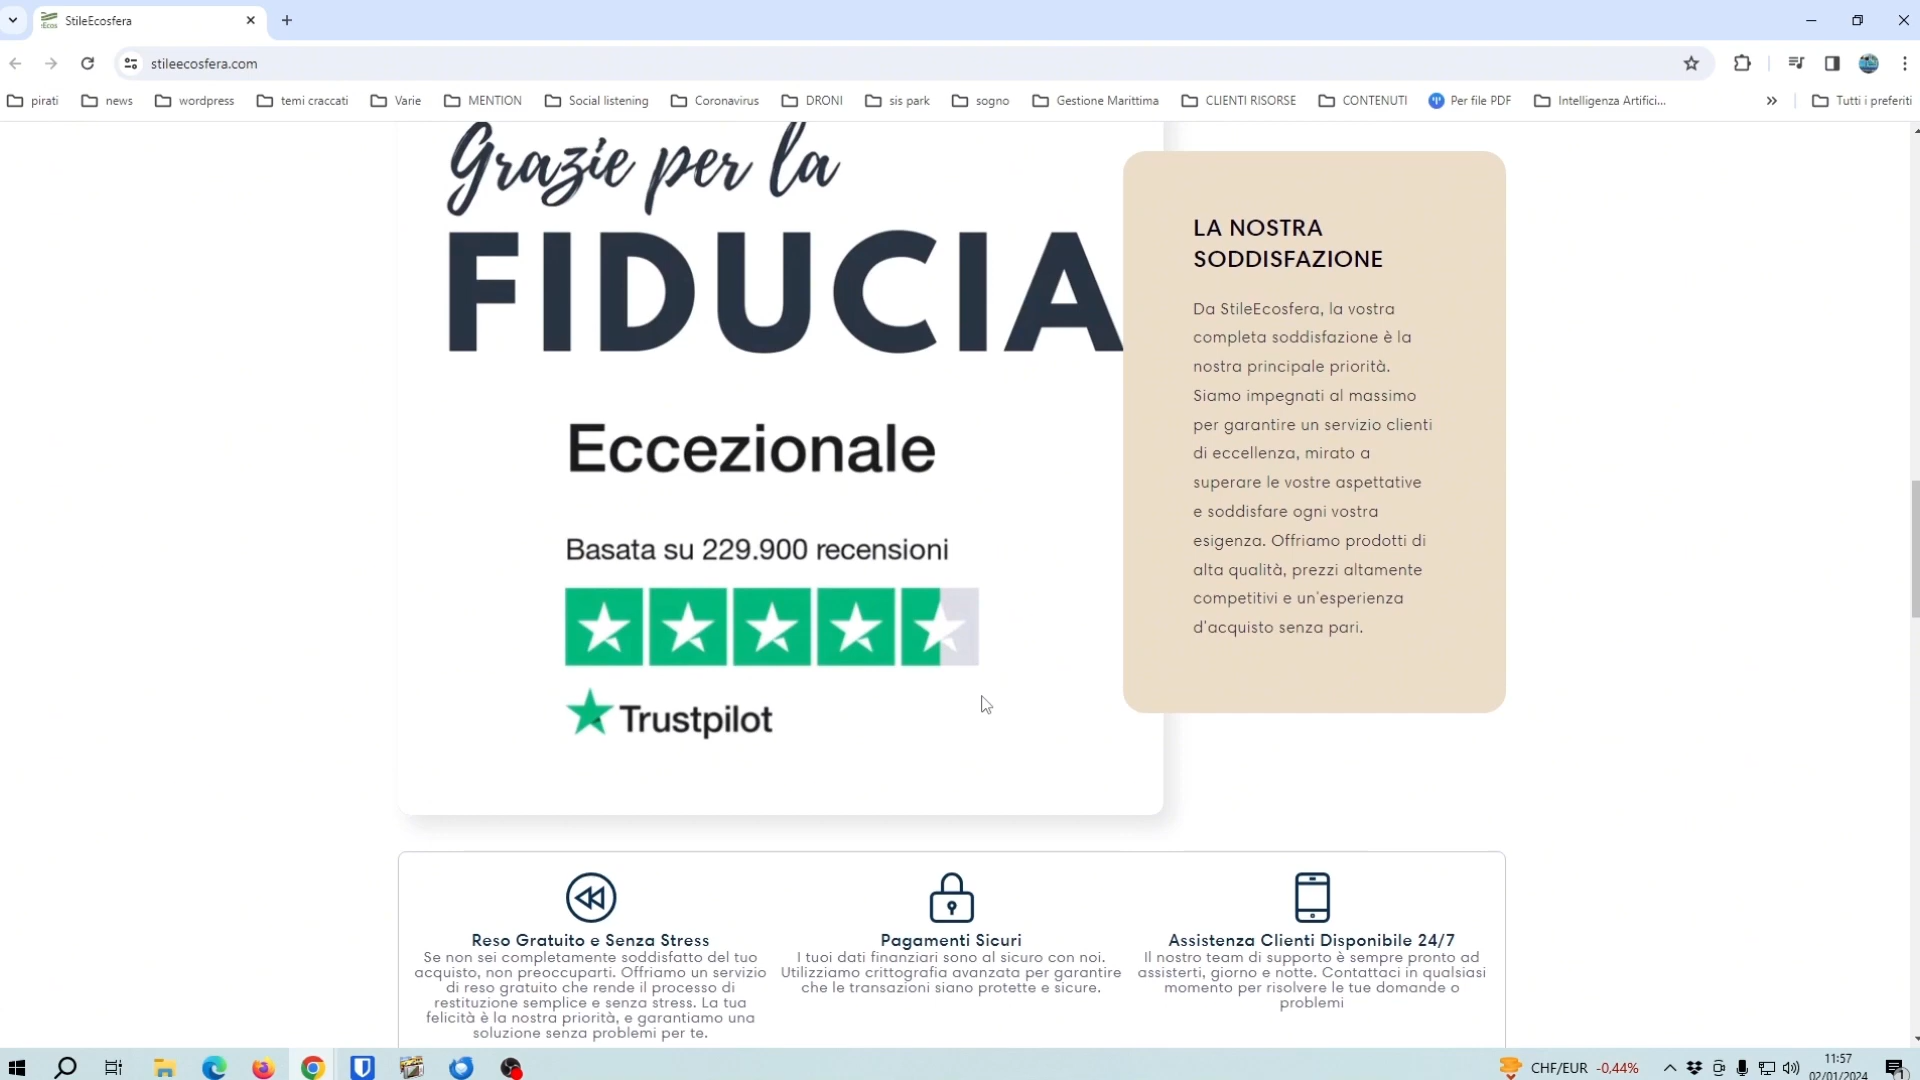 StileEcosfera
stileecosfera.com
pirati
news
wordpress
temi craccati
Varie
MENTION
Social listening
Coronavirus
DRONI
sis park
sogno
Gestione Marittima
CLIENTI RISORSE
CONTENUTI
Per file PDF
Intelligenza Artifici...
Tutti i preferiti
Grazie per la
FIDUCIA
Eccezionale
Basata su 229.900 recensioni
Trustpilot
LA NOSTRA
SODDISFAZIONE
Da StileEcosfera, la vostra
completa soddisfazione è la
nostra principale priorità.
Siamo impegnati al massimo
per garantire un servizio clienti
di eccellenza, mirato a
superare le vostre aspettative
e soddisfare ogni vostra
esigenza. Offriamo prodotti di
alta qualità, prezzi altamente
competitivi e un'esperienza
d'acquisto senza pari.
Reso Gratuito e Senza Stress
Se non sei completamente soddisfatto del tuo
acquisto, non preoccuparti. Offriamo un servizio
di reso gratuito che rende il processo di
restituzione semplice e senza stress. La tua
felicità è la nostra priorità, e garantiamo una
soluzione senza problemi per te.
Pagamenti Sicuri
I tuoi dati finanziari sono al sicuro con noi.
Utilizziamo crittografia avanzata per garantire
che le transazioni siano protette e sicure.
Assistenza Clienti Disponibile 24/7
Il nostro team di supporto è sempre pronto ad
assisterti, giorno e notte. Contattaci in qualsiasi
momento per risolvere le tue domande o
problemi
CHF/EUR -0,44%
11:57
02/01/2024